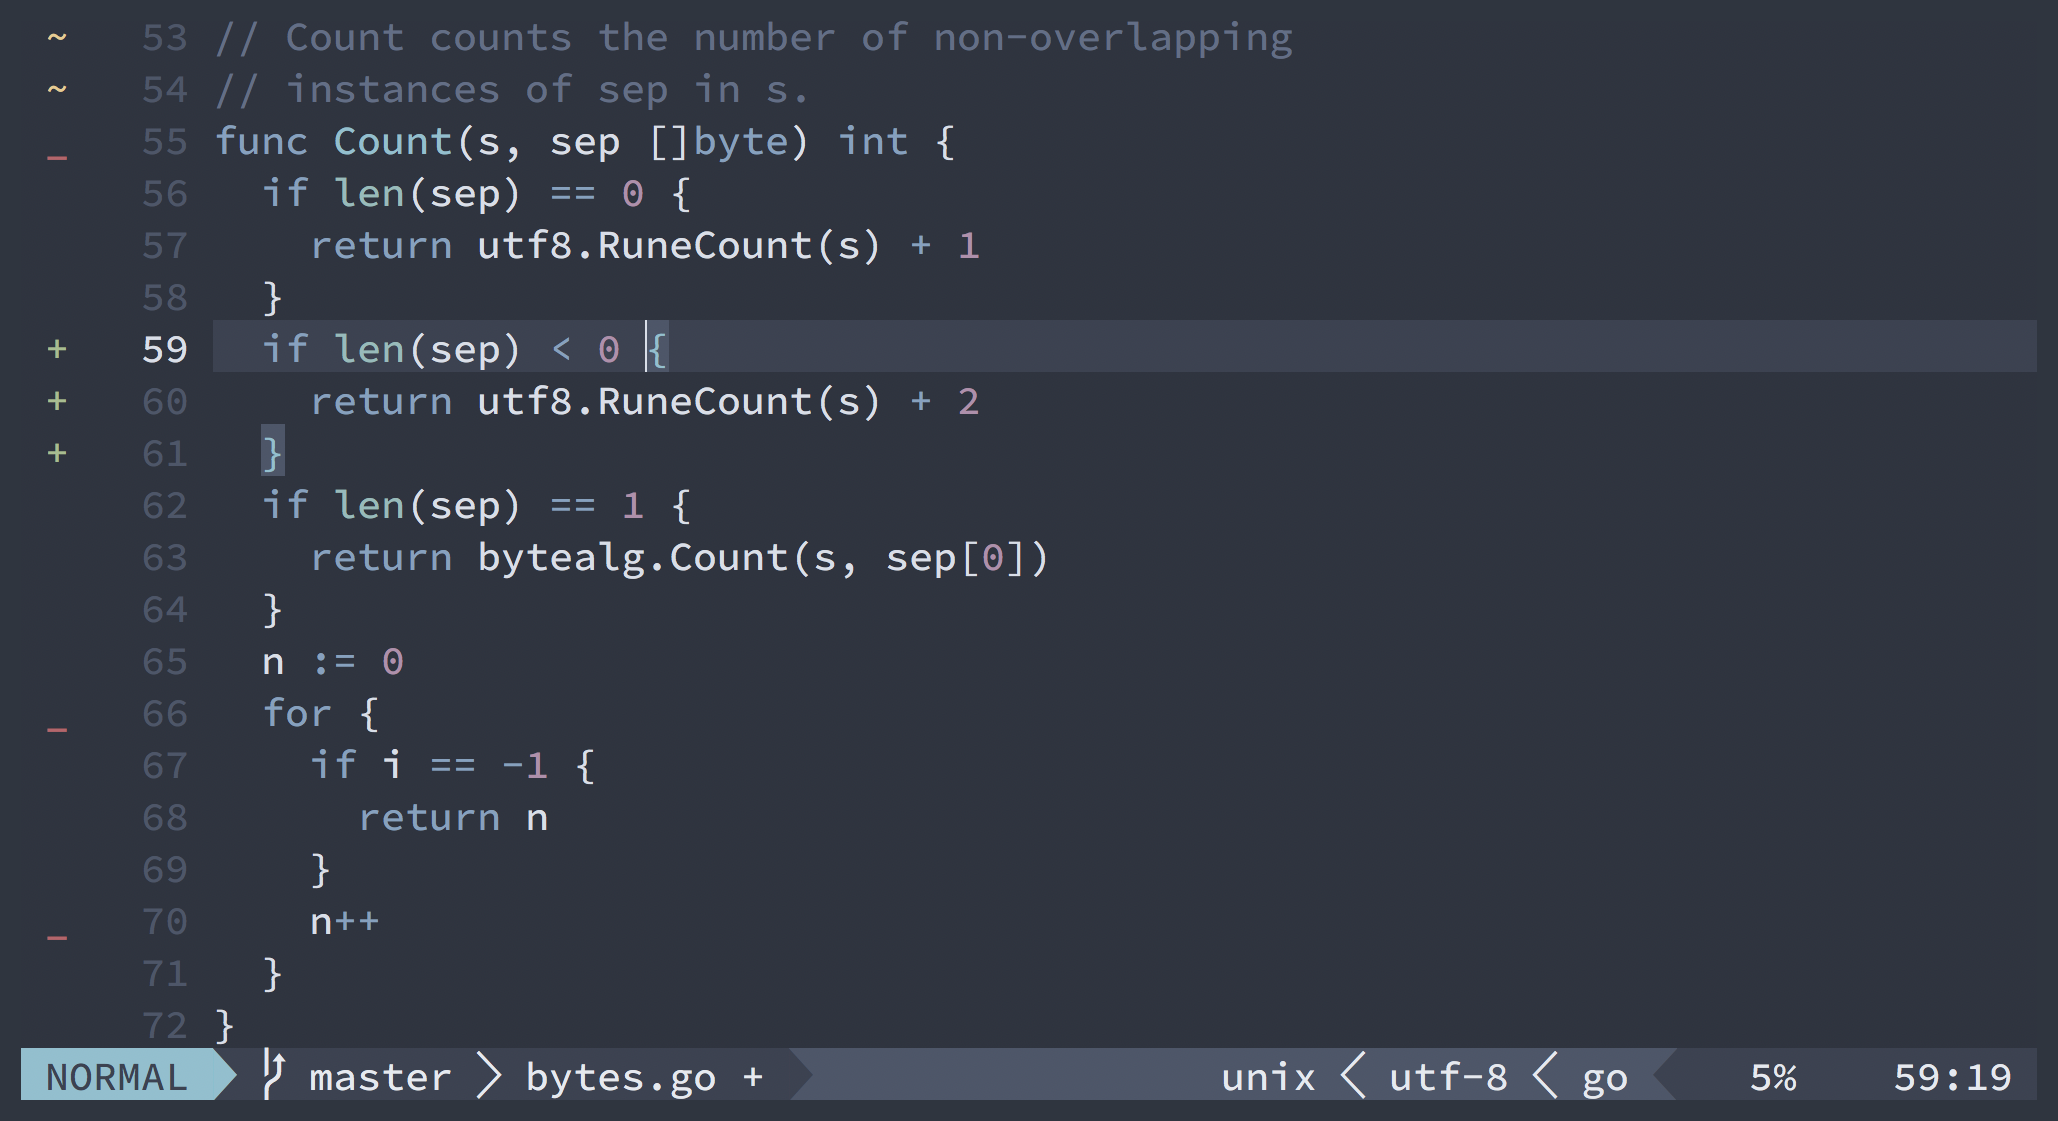 ~ 53 // Count counts the number of non-overlapping
~ 54 // instances of sep in s.
_ 55 func Count(s, sep []byte) int {
56   if len(sep) == 0 {
57     return utf8.RuneCount(s) + 1
58   }
+ 59   if len(sep) < 0 {
+ 60     return utf8.RuneCount(s) + 2
+ 61   }
62   if len(sep) == 1 {
63     return bytealg.Count(s, sep[0])
64   }
65   n := 0
_ 66   for {
67     if i == -1 {
68       return n
69     }
_ 70     n++
71   }
72 }
NORMAL master bytes.go + unix utf-8 go 5% 59:19